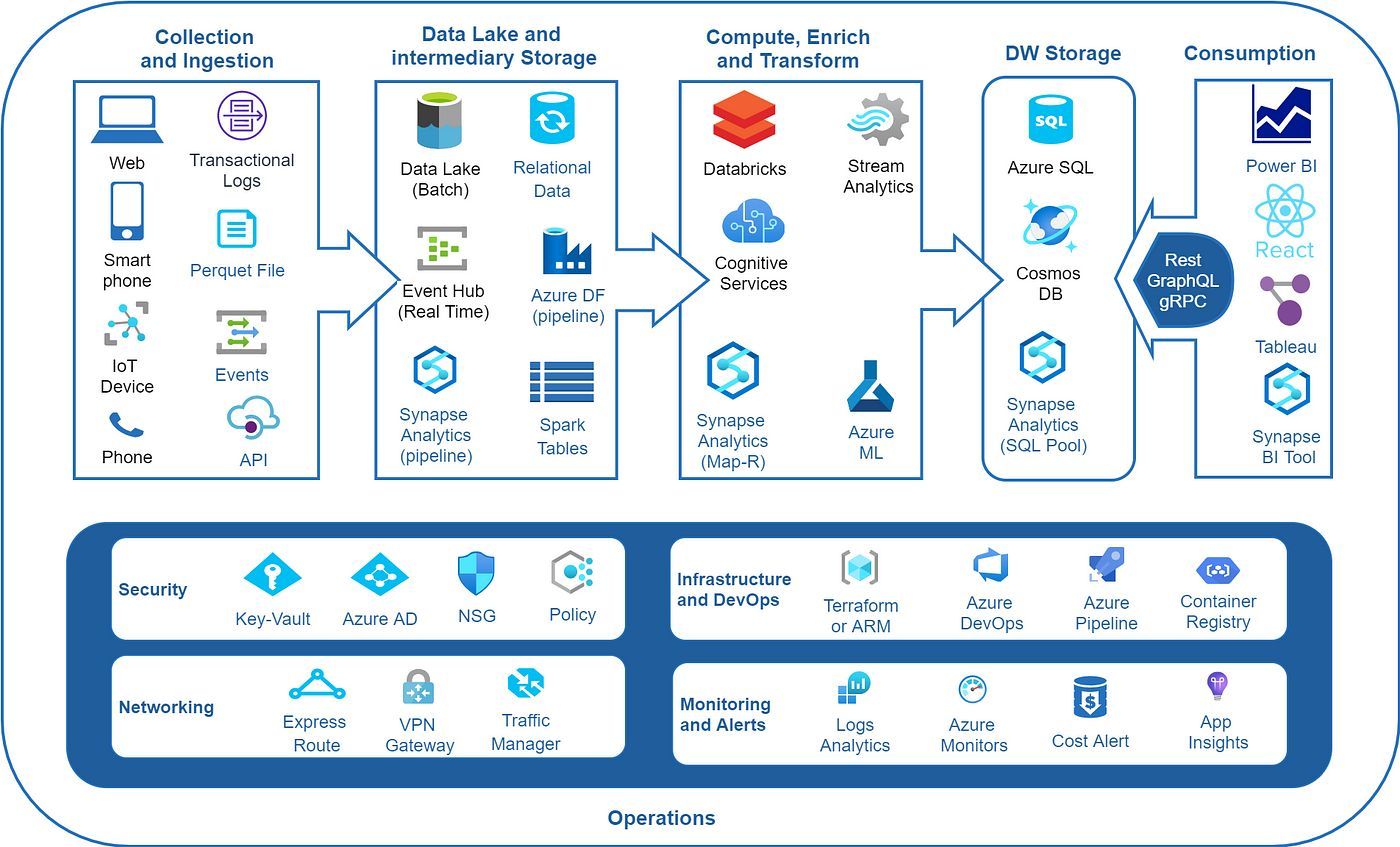 Collection
and Ingestion
Data Lake and
intermediary Storage
Compute, Enrich
and Transform
DW Storage
Consumption
Web
Transactional
Logs
Smart
phone
Perquet File
IoT
Device
Events
Phone
API
Data Lake
(Batch)
Relational
Data
Event Hub
(Real Time)
Azure DF
(pipeline)
Synapse
Analytics
(pipeline)
Spark
Tables
Databricks
Stream
Analytics
Cognitive
Services
Synapse
Analytics
(Map-R)
Azure
ML
SQL
Azure SQL
Cosmos
DB
Synapse
Analytics
(SQL Pool)
Rest
GraphQL
gRPC
Power BI
React
Tableau
Synapse
BI Tool
Security
Key-Vault
Azure AD
NSG
Policy
Infrastructure
and DevOps
Terraform
or ARM
Azure
DevOps
Azure
Pipeline
Container
Registry
Networking
Express
Route
VPN
Gateway
Traffic
Manager
Monitoring
and Alerts
Logs
Analytics
Azure
Monitors
$
Cost Alert
App
Insights
Operations